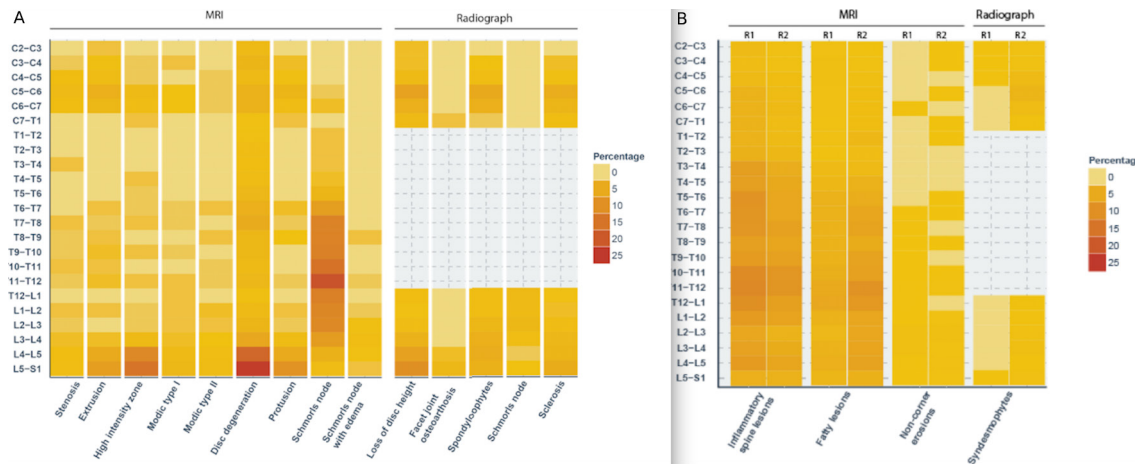 A
MRI
Radiograph
C2-C3
C3-C4
C4-C5
C5-C6
C6-C7
C7-T1
T1-T2
T2-T3
T3-T4
T4-T5
T5-T6
T6-T7
T7-T8
T8-T9
T9-T10
10-T11
11-T12
T12-L1
L1-L2
L2-L3
L3-L4
L4-L5
L5-S1
Stenosis
Extrusion
High intensity zone
Modic type I
Modic type II
Disc degeneration
Protusion
Schmorls node
Schmorls node
with edema
Loss of disc height
Facet joint
osteoarthosis
Spondyloophytes
Schmorls node
Sclerosis
Percentage
0
5
10
15
20
25
B
MRI
Radiograph
R1 R2 R1 R2 R1 R2 R1 R2
C2-C3
C3-C4
C4-C5
C5-C6
C6-C7
C7-T1
T1-T2
T2-T3
T3-T4
T4-T5
T5-T6
T6-T7
T7-T8
T8-T9
T9-T10
10-T11
11-T12
T12-L1
L1-L2
L2-L3
L3-L4
L4-L5
L5-S1
Inflammatory
spine lesions
Fatty lesions
Non-corner
erosions
Syndesmophytes
Percentag
0
5
10
15
20
25